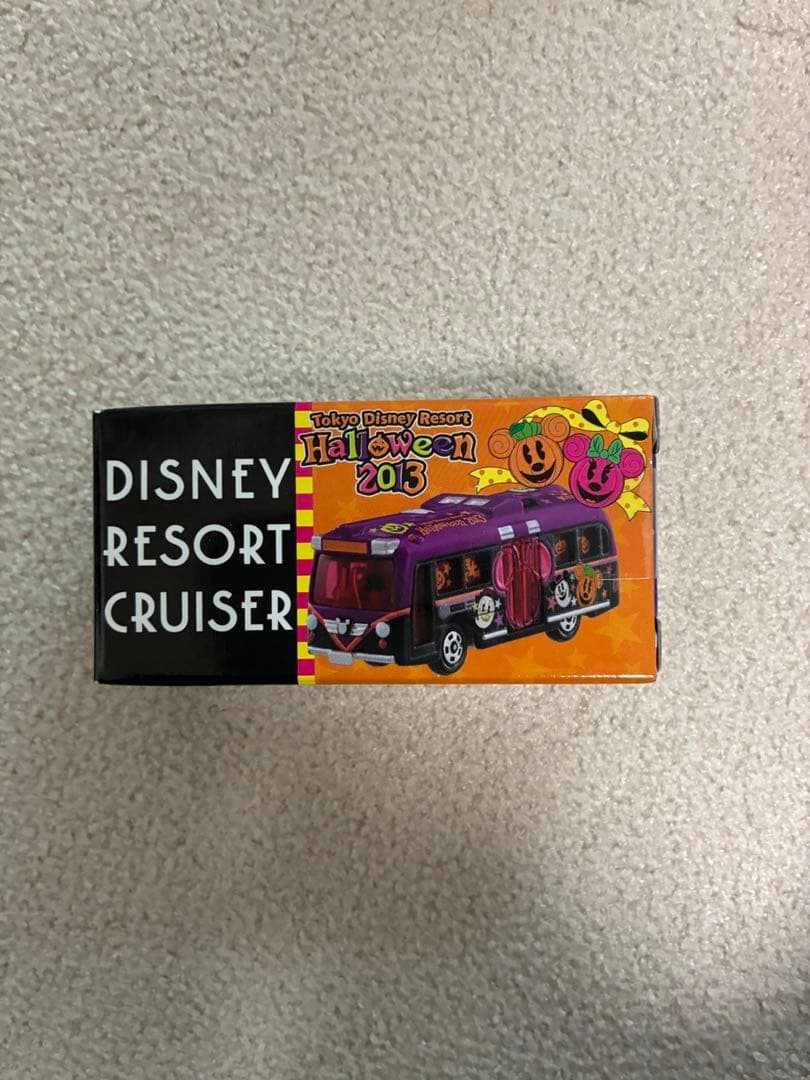 DISNEY
RESORT
CRUISER
Tokyo Disney Resort
Halloween
2013